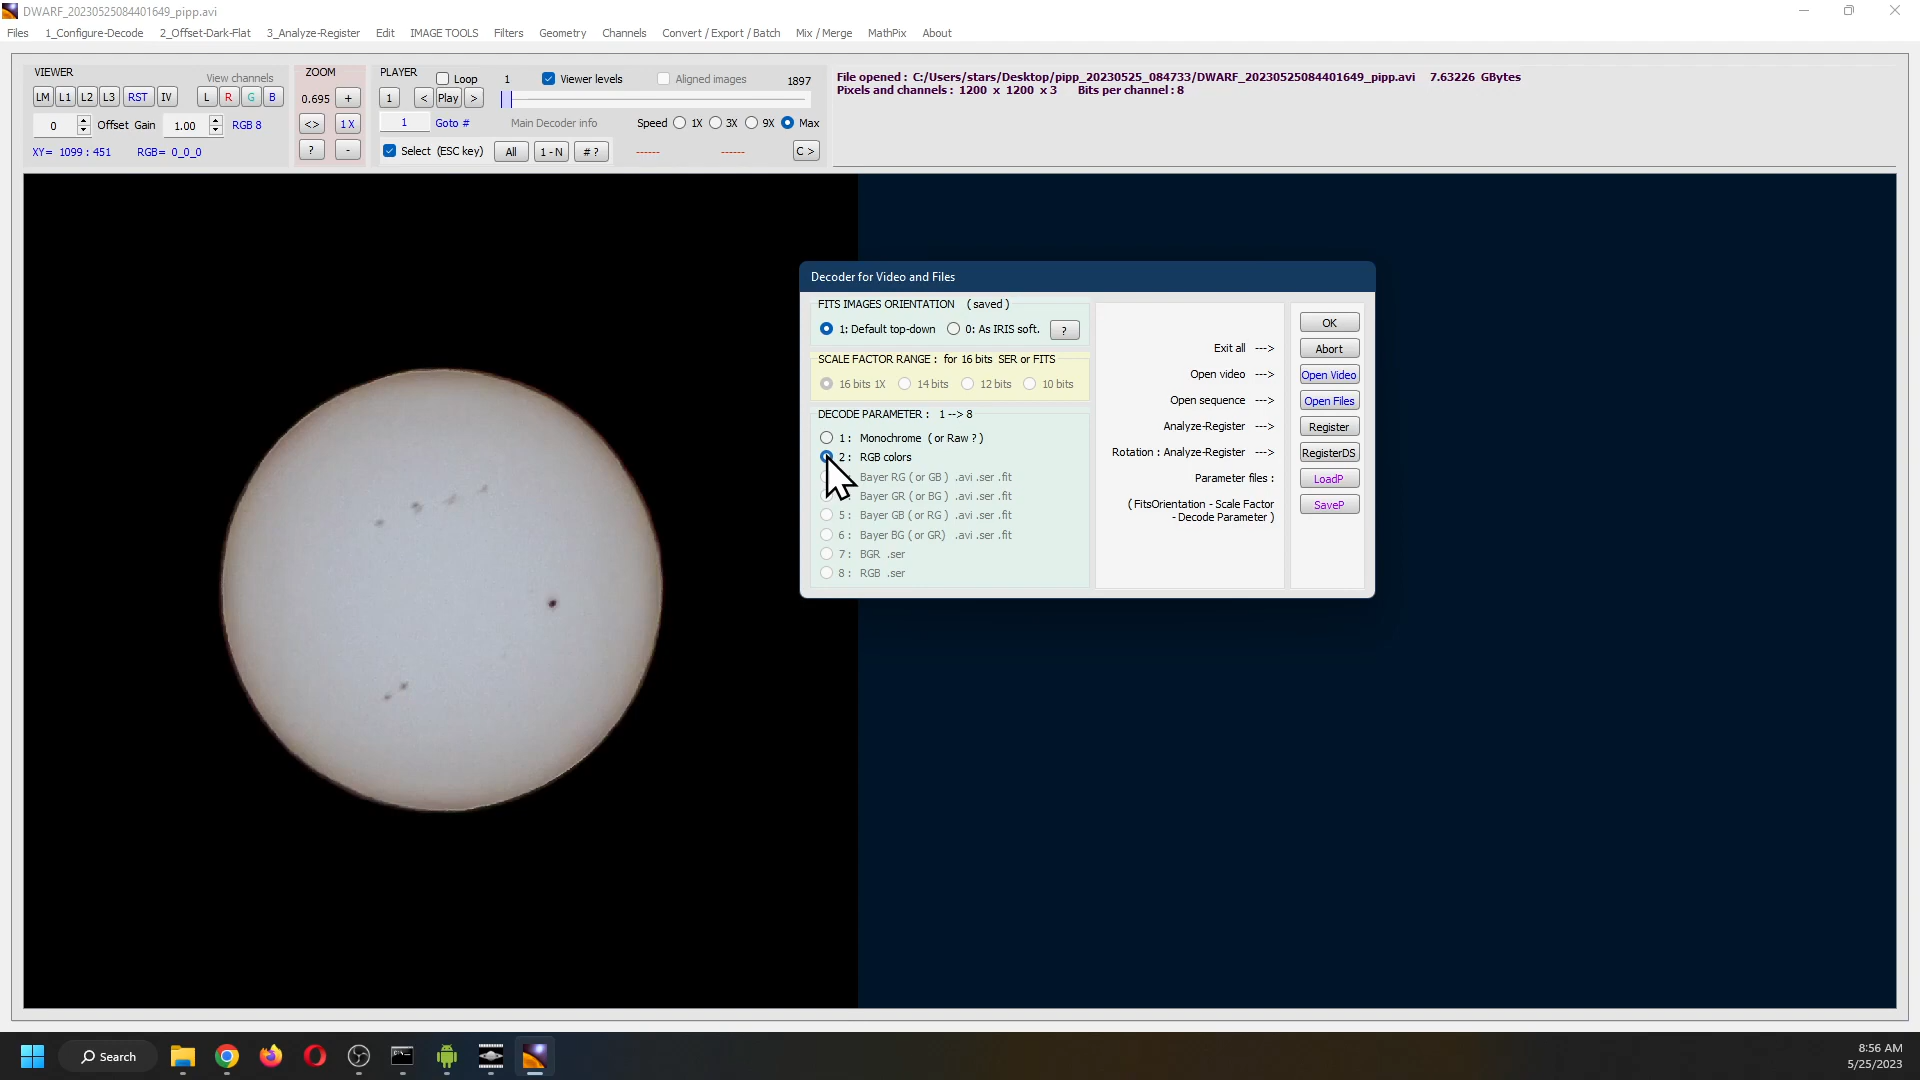 DWARF_20230525084401649_pipp.avi
Files 1_Configure-Decode 2_Offset-Dark-Flat 3_Analyze-Register Edit IMAGE TOOLS Filters Geometry Channels Convert / Export / Batch Mix / Merge MathPix About
VIEWER View channels
LM L1 L2 L3 RST IV L R G B
0 Offset Gain 1.00 RGB 8
XY= 1099 : 451 RGB= 0_0_0
ZOOM
0.695 +
<> 1 X
? -
PLAYER Loop 1 Viewer levels Aligned images 1897
1 < Play >
1 Goto # Main Decoder info Speed 1X 3X 9X Max
Select (ESC key) All 1 - N # ? ------ ------ C >
File opened : C:/Users/stars/Desktop/pipp_20230525_084733/DWARF_20230525084401649_pipp.avi 7.63226 GBytes
Pixels and channels : 1200 x 1200 x 3 Bits per channel : 8
Decoder for Video and Files
FITS IMAGES ORIENTATION ( saved )
1: Default top-down 0: As IRIS soft. ?
SCALE FACTOR RANGE : for 16 bits SER or FITS
16 bits 1X 14 bits 12 bits 10 bits
DECODE PARAMETER : 1 --> 8
1 : Monochrome ( or Raw ? )
2 : RGB colors
Bayer RG ( or GB ) .avi .ser .fit
Bayer GR ( or BG ) .avi .ser .fit
5 : Bayer GB ( or RG ) .avi .ser .fit
6 : Bayer BG ( or GR) .avi .ser .fit
7 : BGR .ser
8 : RGB .ser
OK
Exit all ---> Abort
Open video ---> Open Video
Open sequence ---> Open Files
Analyze-Register ---> Register
Rotation : Analyze-Register ---> RegisterDS
Parameter files : LoadP
( FitsOrientation - Scale Factor SaveP
- Decode Parameter )
Search
8:56 AM
5/25/2023